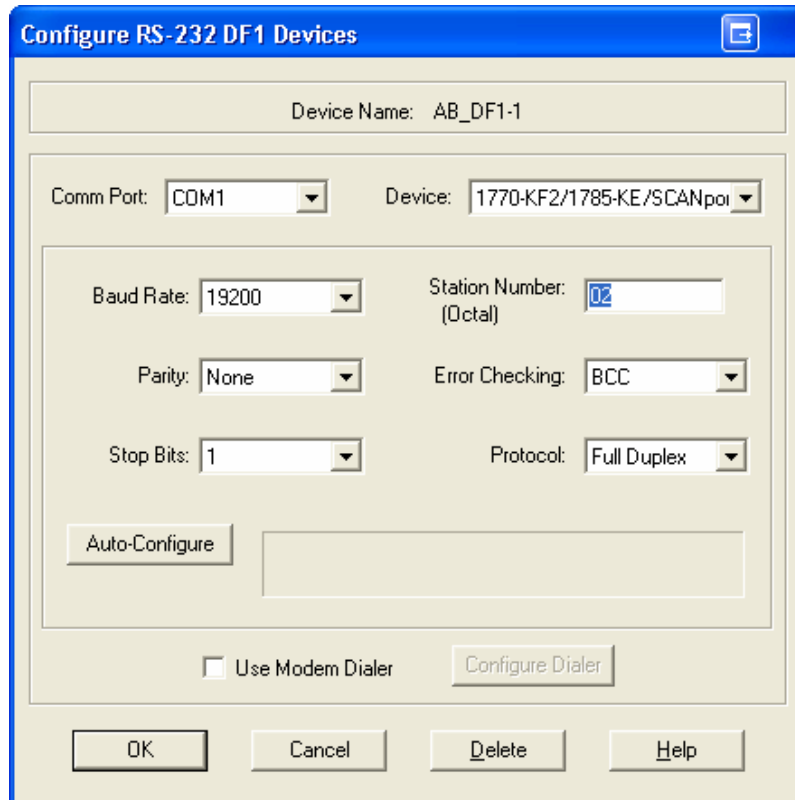 Configure RS-232 DF1 Devices
Device Name: AB_DF1-1
Comm Port: COM1 Device: 1770-KF2/1785-KE/SCANpor
Baud Rate: 19200 Station Number: 02
(Octal)
Parity: None Error Checking: BCC
Stop Bits: 1 Protocol: Full Duplex
Auto-Configure
Use Modem Dialer Configure Dialer
OK Cancel Delete Help